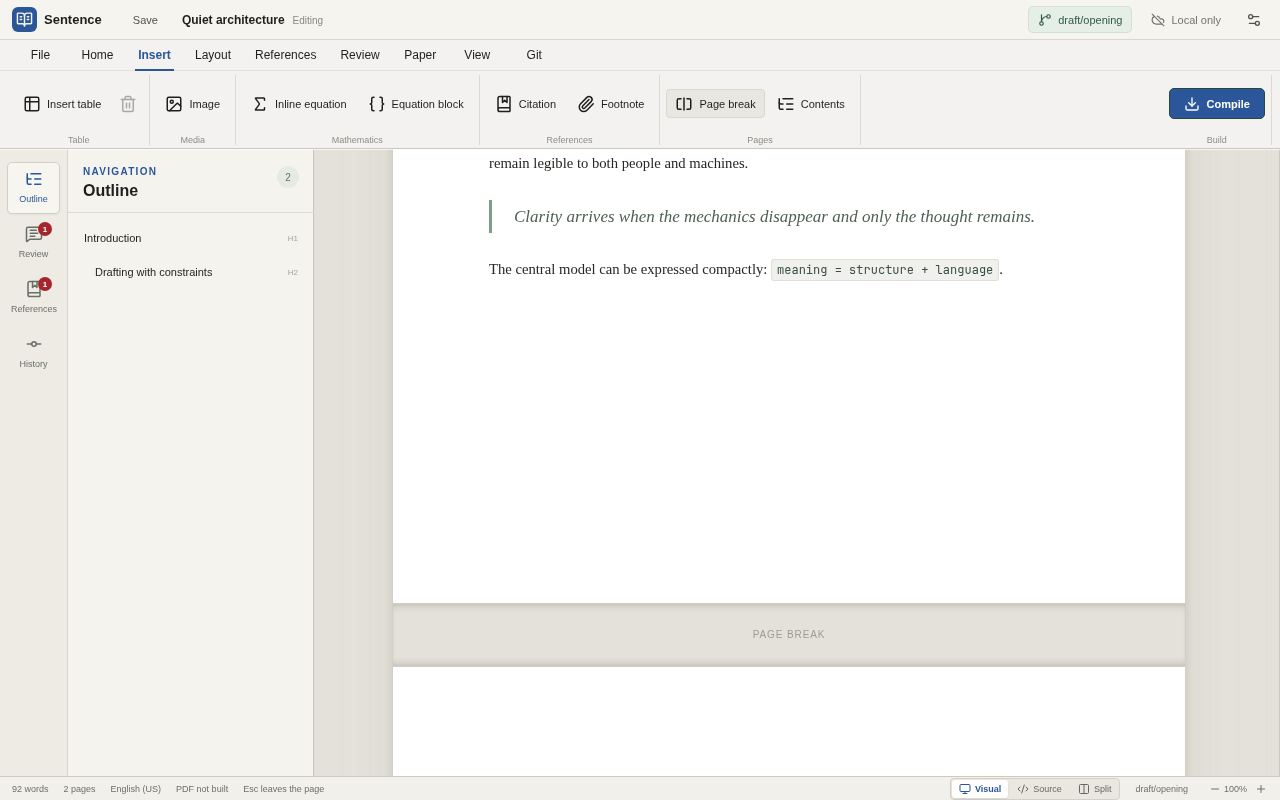 Sentence Save Quiet architecture Editing draft/opening Local only
File Home Insert Layout References Review Paper View Git
Insert table Image Inline equation Equation block Citation Footnote Page break Contents Compile
Table Media Mathematics References Pages Build
Outline
1
Review
1
References
History
NAVIGATION
Outline
2
Introduction H1
Drafting with constraints H2
remain legible to both people and machines.
Clarity arrives when the mechanics disappear and only the thought remains.
The central model can be expressed compactly: meaning = structure + language.
PAGE BREAK
92 words 2 pages English (US) PDF not built Esc leaves the page Visual Source Split draft/opening 100%